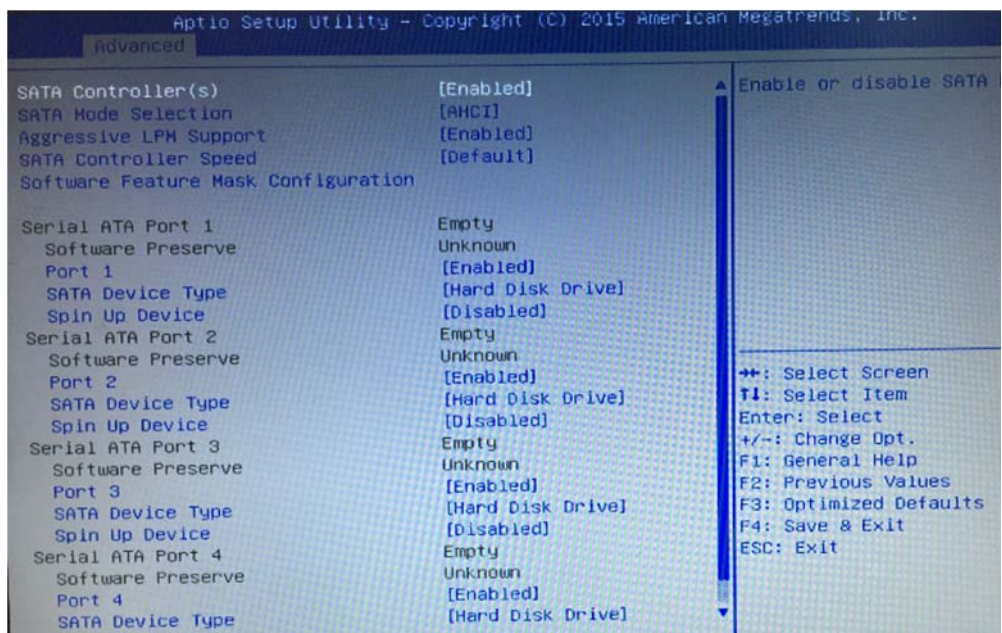 Aptio Setup Utility – Copyright (C) 2015 American Megatrends, Inc.
Advanced
SATA Controller(s) [Enabled]
SATA Mode Selection [AHCI]
Aggressive LPM Support [Enabled]
SATA Controller Speed [Default]
Software Feature Mask Configuration
Serial ATA Port 1 Empty
Software Preserve Unknown
Port 1 [Enabled]
SATA Device Type [Hard Disk Drive]
Spin Up Device [Disabled]
Serial ATA Port 2 Empty
Software Preserve Unknown
Port 2 [Enabled]
SATA Device Type [Hard Disk Drive]
Spin Up Device [Disabled]
Serial ATA Port 3 Empty
Software Preserve Unknown
Port 3 [Enabled]
SATA Device Type [Hard Disk Drive]
Spin Up Device [Disabled]
Serial ATA Port 4 Empty
Software Preserve Unknown
Port 4 [Enabled]
SATA Device Type [Hard Disk Drive]
Enable or disable SATA
→←: Select Screen
↑↓: Select Item
Enter: Select
+/-: Change Opt.
F1: General Help
F2: Previous Values
F3: Optimized Defaults
F4: Save & Exit
ESC: Exit